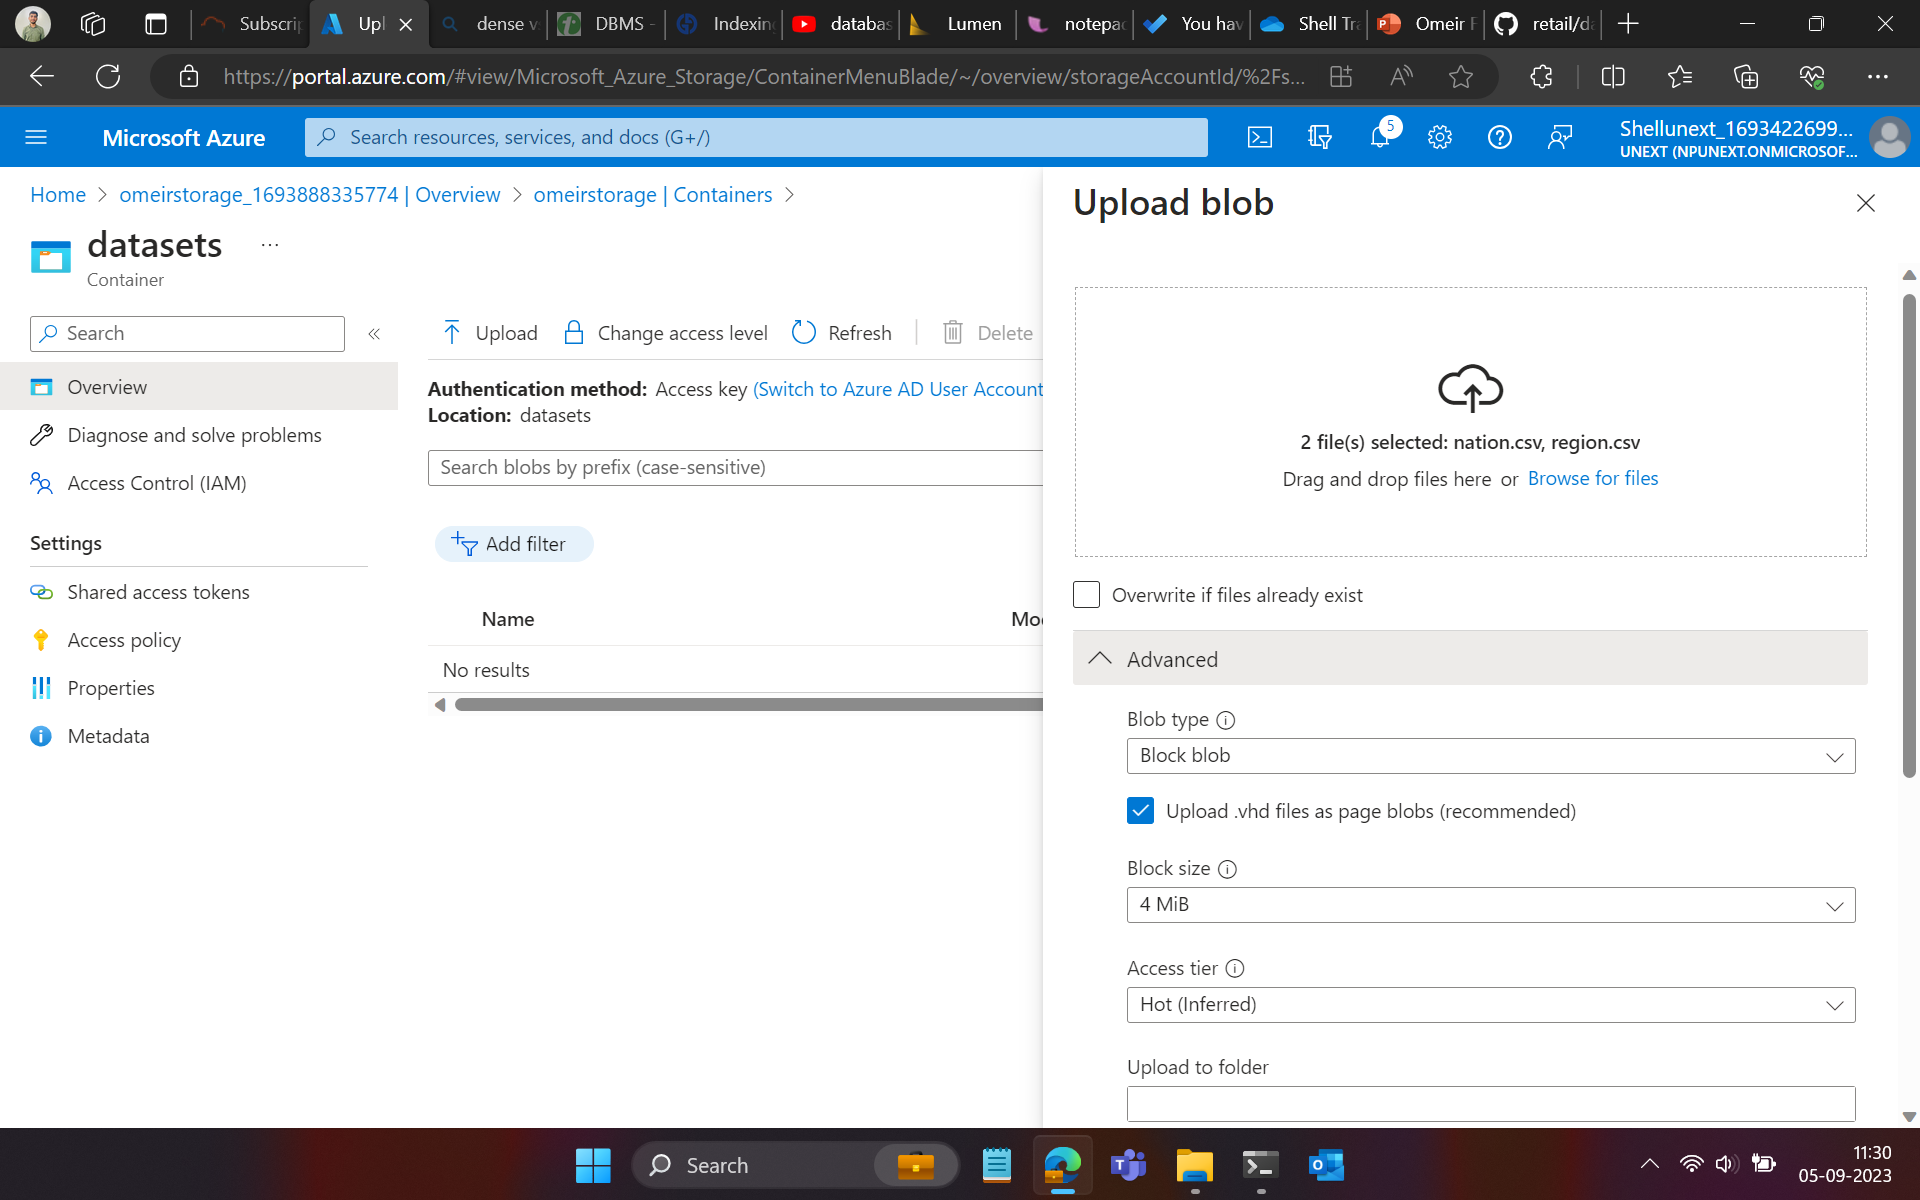 Subscrip
Upl
dense v
DBMS -
Indexing
databas
Lumen
notepad
You hav
Shell Tra
Omeir F
retail/da
https://portal.azure.com/#view/Microsoft_Azure_Storage/ContainerMenuBlade/~/overview/storageAccountId/%2Fs...
Microsoft Azure
Search resources, services, and docs (G+/)
5
Shellunext_1693422699...
UNEXT (NPUNEXT.ONMICROSOF...
Home > omeirstorage_1693888335774 | Overview > omeirstorage | Containers >
datasets ...
Container
Search
Overview
Diagnose and solve problems
Access Control (IAM)
Settings
Shared access tokens
Access policy
Properties
Metadata
Upload Change access level Refresh Delete
Authentication method: Access key (Switch to Azure AD User Account
Location: datasets
Search blobs by prefix (case-sensitive)
Add filter
Name Mod
No results
Upload blob
2 file(s) selected: nation.csv, region.csv
Drag and drop files here or Browse for files
Overwrite if files already exist
Advanced
Blob type
Block blob
Upload .vhd files as page blobs (recommended)
Block size
4 MiB
Access tier
Hot (Inferred)
Upload to folder
Search
11:30
05-09-2023